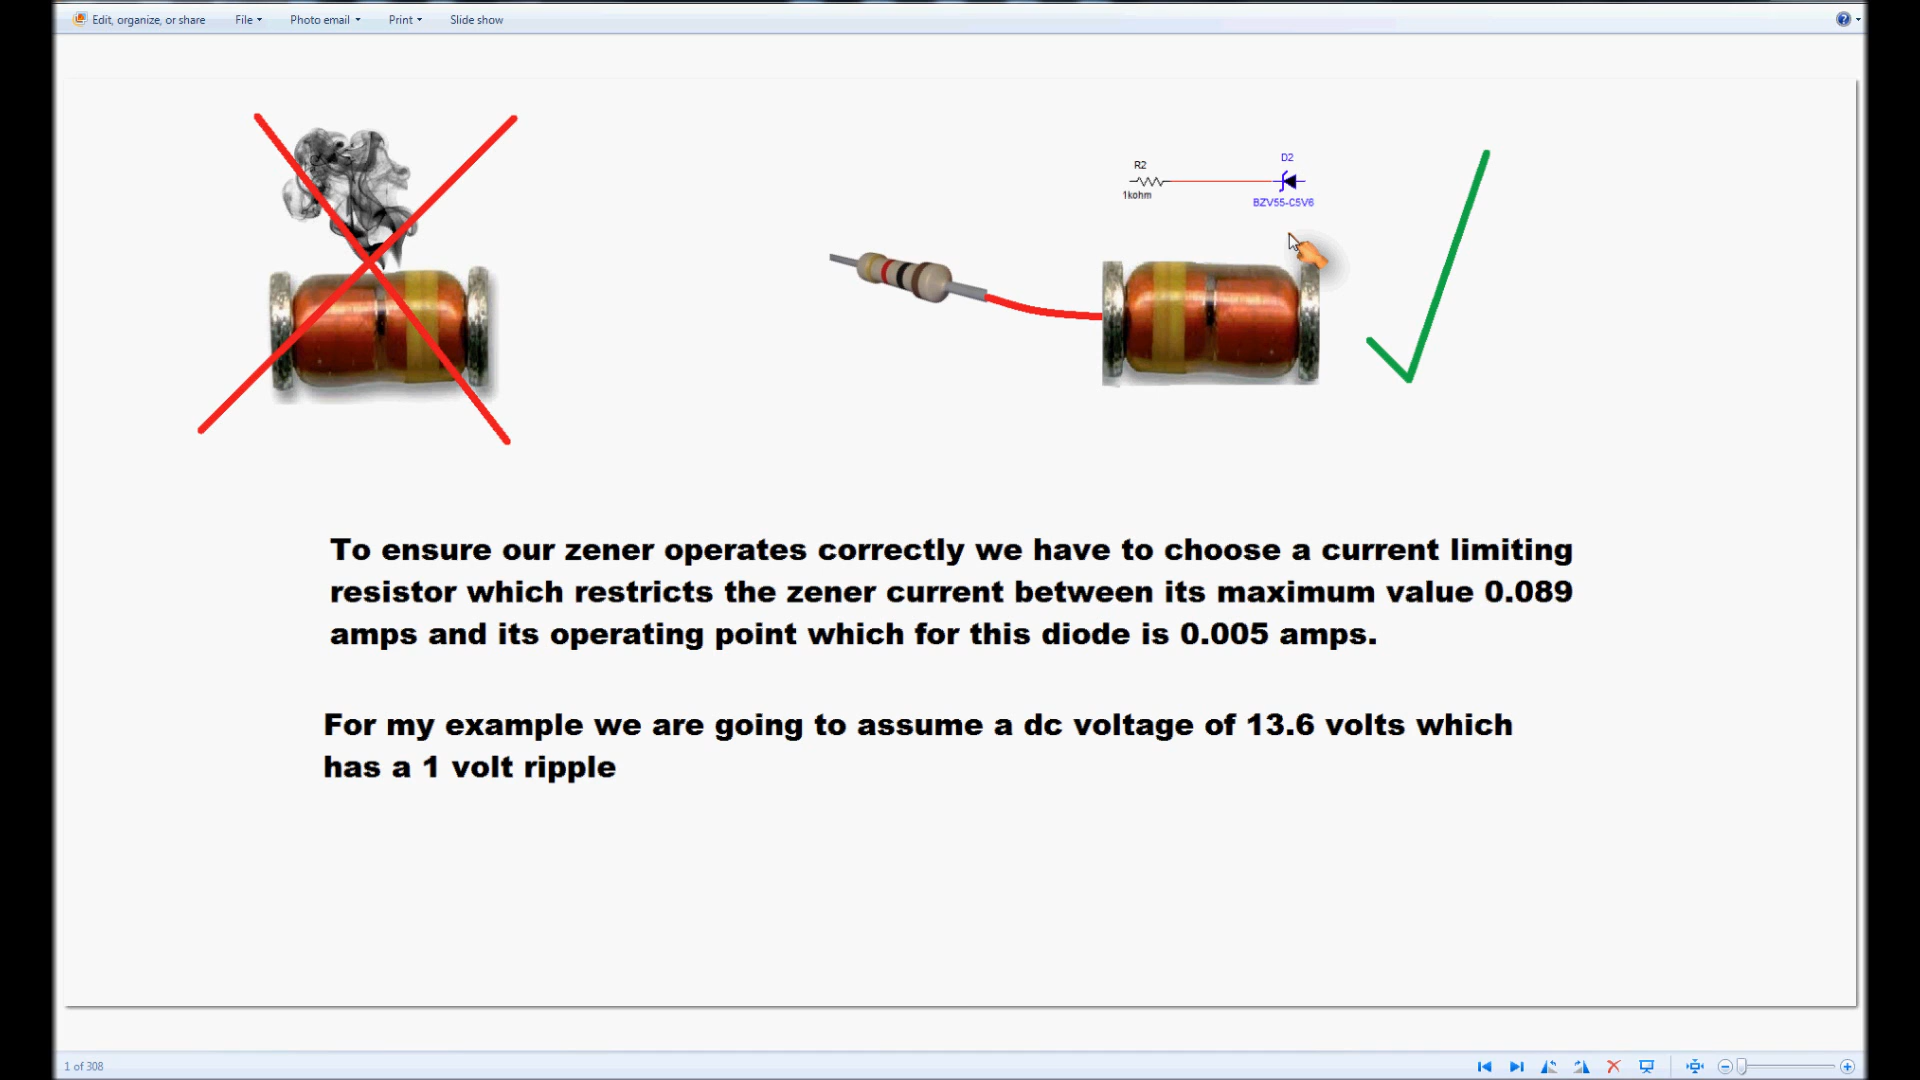 Edit, organize, or share File Photo email Print Slide show
D2
R2
1kohm
BZV55-C5V6
To ensure our zener operates correctly we have to choose a current limiting
resistor which restricts the zener current between its maximum value 0.089
amps and its operating point which for this diode is 0.005 amps.
For my example we are going to assume a dc voltage of 13.6 volts which
has a 1 volt ripple
1 of 308